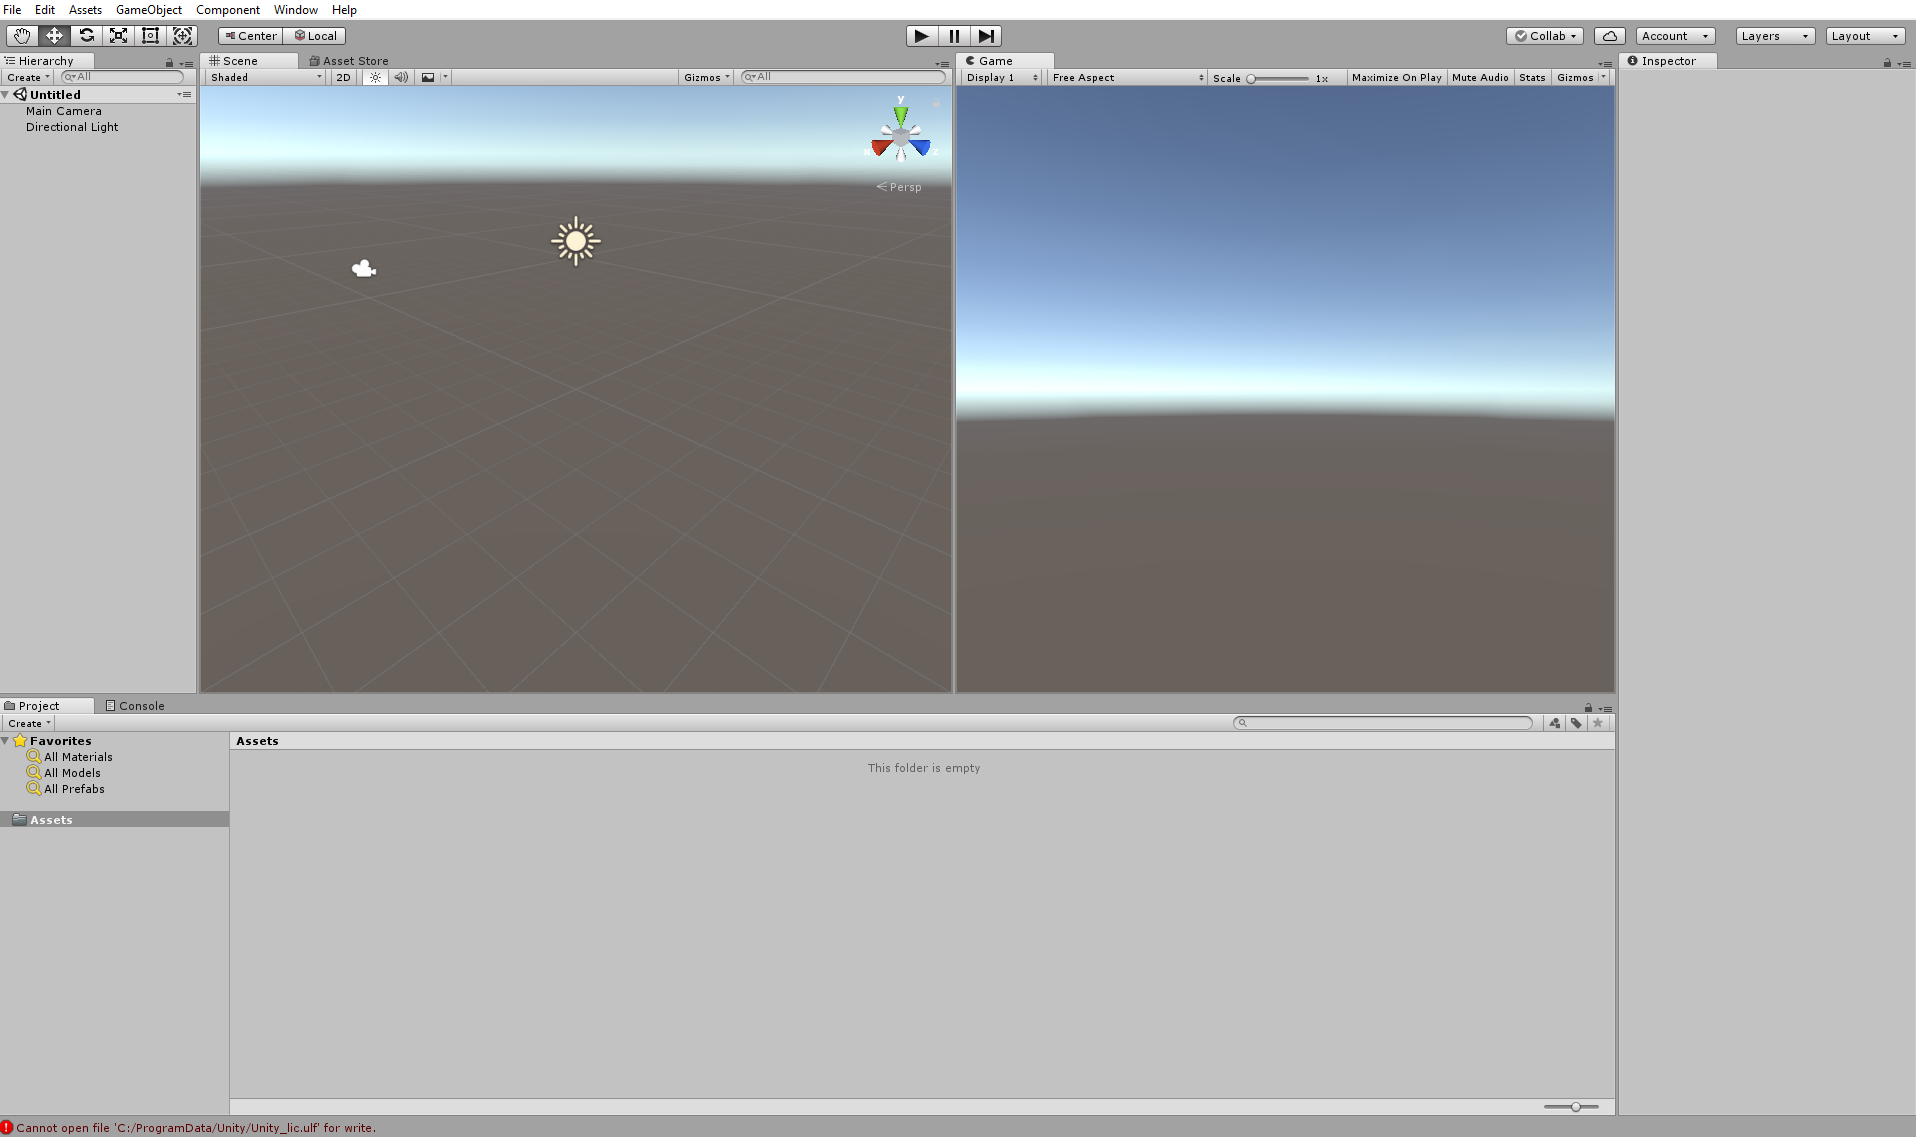 File Edit Assets GameObject Component Window Help
Center Local Collab Account Layers Layout
Hierarchy Scene Asset Store Game Inspector
Create All Shaded 2D Gizmos All Display 1 Free Aspect Scale 1x Maximize On Play Mute Audio Stats Gizmos
Untitled
Main Camera
Directional Light
y
x z
Persp
Project Console
Create
Favorites
All Materials
All Models
All Prefabs
Assets
Assets
This folder is empty
Cannot open file 'C:/ProgramData/Unity/Unity_lic.ulf' for write.